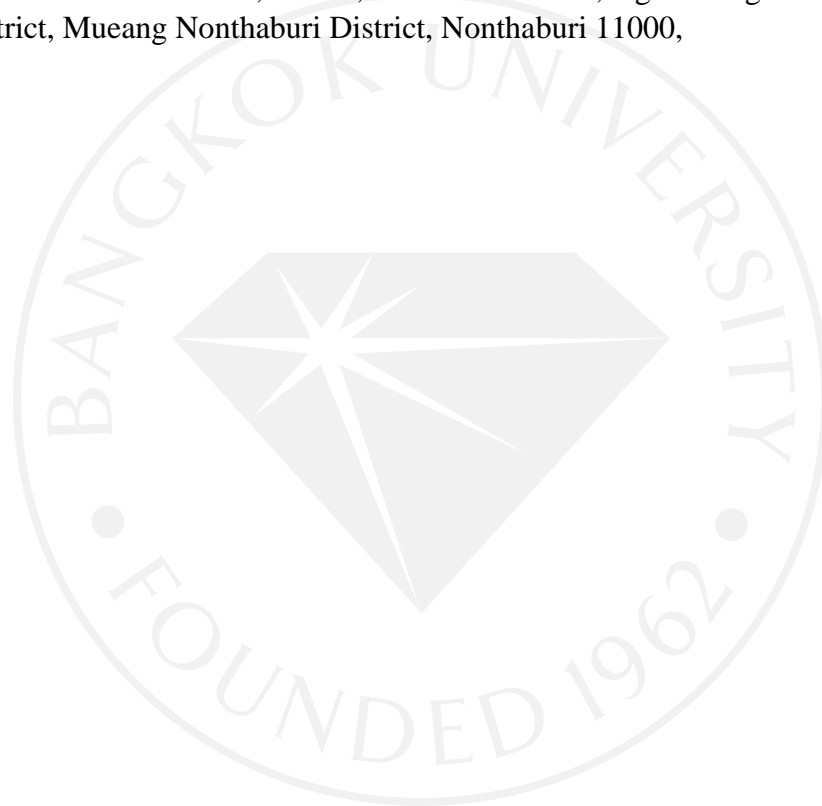 trict, Mueang Nonthaburi District, Nonthaburi 11000,
BANGKOK UNIVERSITY
FOUNDED 1962